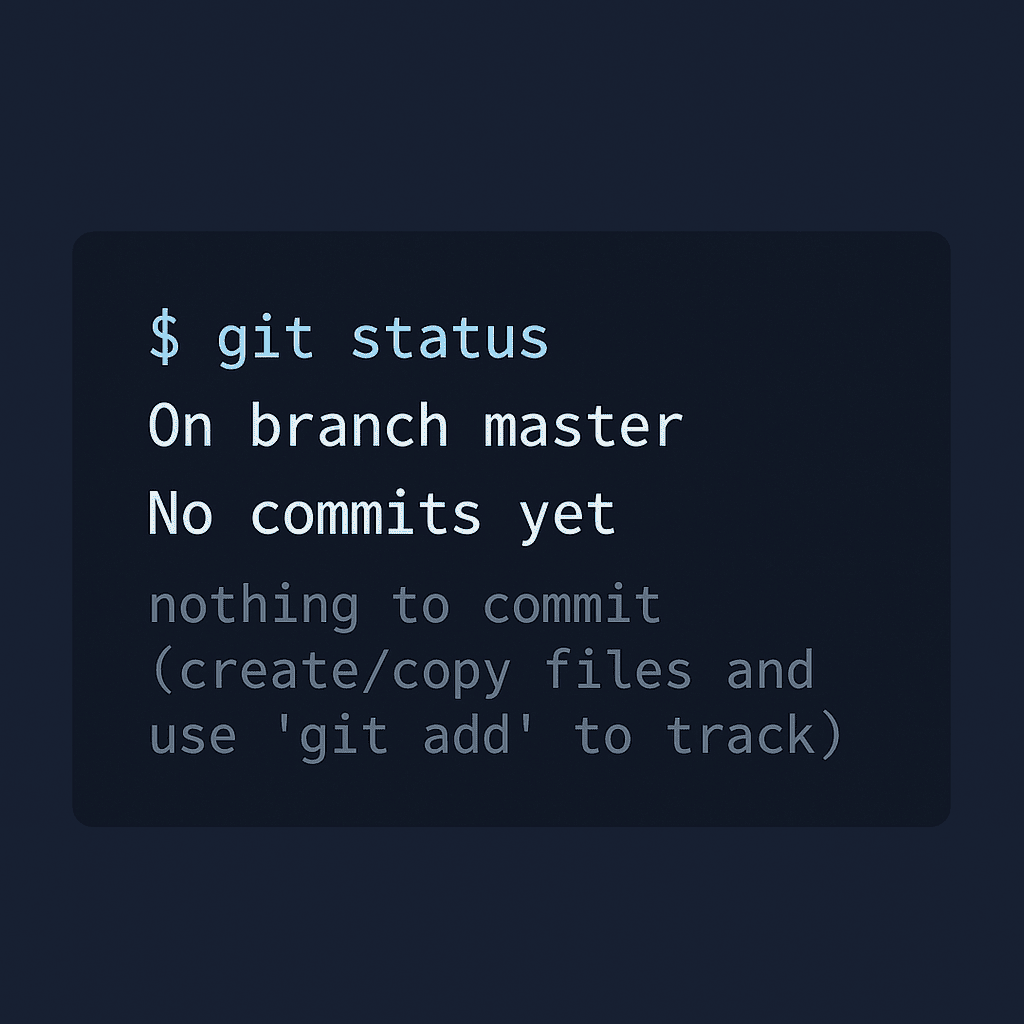 $ git status
On branch master
No commits yet
nothing to commit
(create/copy files and
use 'git add' to track)